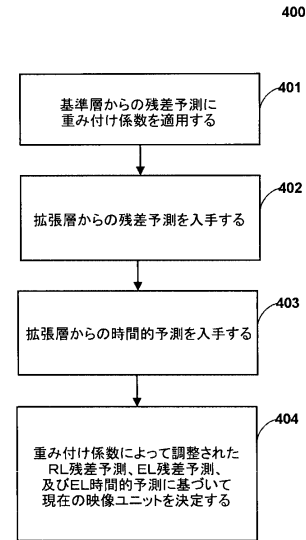 400
基準層からの残差予測に
重み付け係数を適用する
401
拡張層からの残差予測を入手する
402
拡張層からの時間的予測を入手する
403
重み付け係数によって調整された
RL残差予測、EL残差予測、
及びEL時間的予測に基づいて
現在の映像ユニットを決定する
404